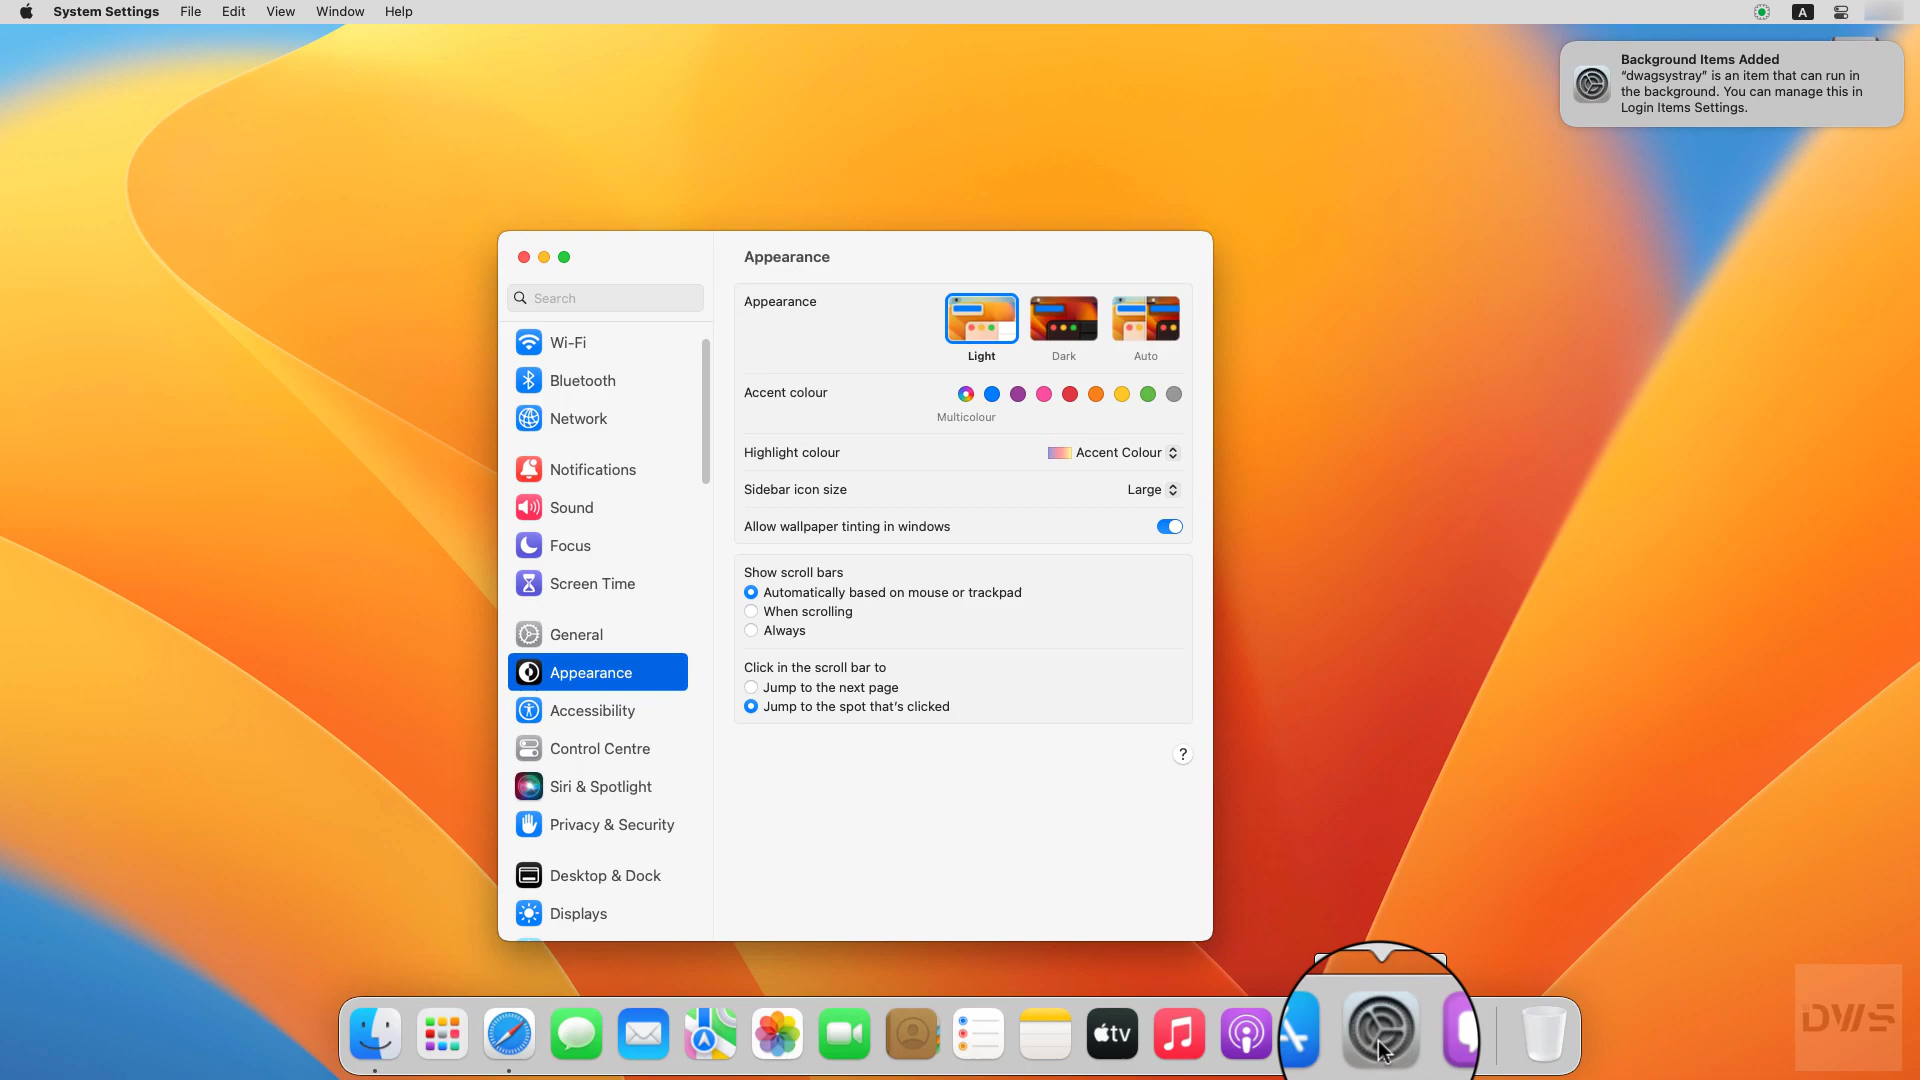 System Settings File Edit View Window Help
A
Background Items Added
“dwagsystray” is an item that can run in
the background. You can manage this in
Login Items Settings.
Search
Wi-Fi
Bluetooth
Network
Notifications
Sound
Focus
Screen Time
General
Appearance
Accessibility
Control Centre
Siri & Spotlight
Privacy & Security
Desktop & Dock
Displays
Appearance
Appearance
Light Dark Auto
Accent colour
Multicolour
Highlight colour Accent Colour
Sidebar icon size Large
Allow wallpaper tinting in windows
Show scroll bars
Automatically based on mouse or trackpad
When scrolling
Always
Click in the scroll bar to
Jump to the next page
Jump to the spot that’s clicked
?
tv
DWS